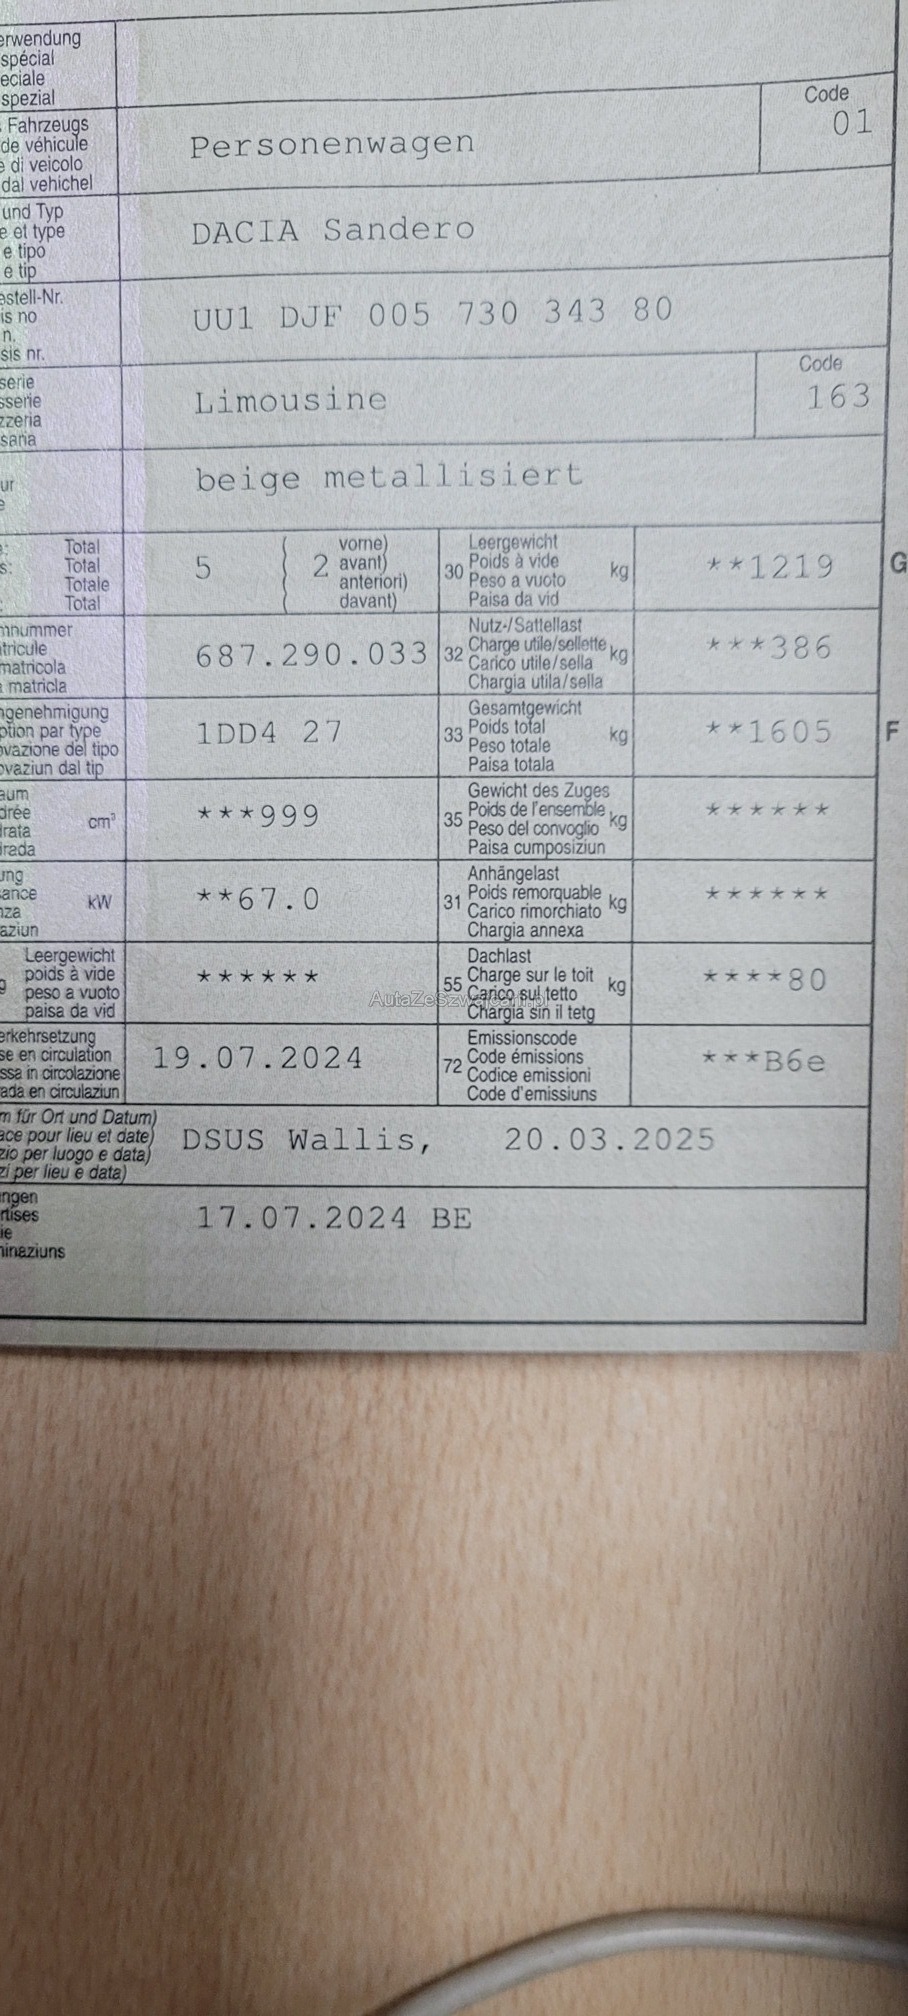 erwendung
spécial
eciale
spezial
Fahrzeugs
de véhicule
e di veicolo
dal vehichel
Personenwagen
Code
01
und Typ
e et type
e tipo
e tip
DACIA Sandero
estell-Nr.
is no
n.
sis nr.
UU1 DJF 005 730 343 80
serie
sserie
zzeria
saria
Limousine
Code
163
ur
e
beige metallisiert
Total
s: Total
Totale
: Total
5
2
vorne)
avant)
anteriori)
davant)
30
Leergewicht
Poids à vide
Peso a vuoto
Paisa da vid
kg
**1219
G
mnummer
tricule
matricola
matricla
687.290.033
32
Nutz-/Sattellast
Charge utile/sellette
Carico utile/sella
Chargia utila/sella
kg
***386
ngenehmigung
ption par type
ovazione del tipo
ovaziun dal tip
1DD4 27
33
Gesamtgewicht
Poids total
Peso totale
Paisa totala
kg
**1605
F
aum
drée
drata
irada
cm³
***999
35
Gewicht des Zuges
Poids de l'ensemble
Peso del convoglio
Paisa cumposiziun
kg
******
ung
sance
nza
aziun
kW
**67.0
31
Anhängelast
Poids remorquable
Carico rimorchiato
Chargia annexa
kg
******
Leergewicht
poids à vide
peso a vuoto
paisa da vid
******
55
Dachlast
Charge sur le toit
Carico sul tetto
Chargia sin il tetg
kg
****80
AutaZeSzwajcarii.pl
erkehrsetzung
se en circulation
ssa in circolazione
ada en circulaziun
19.07.2024
72
Emissionscode
Code émissions
Codice emissioni
Code d'emissiuns
***B6e
m für Ort und Datum)
ace pour lieu et date)
zio per luogo e data)
zi per lieu e data)
DSUS Wallis, 20.03.2025
ungen
rtises
ie
ninaziuns
17.07.2024 BE